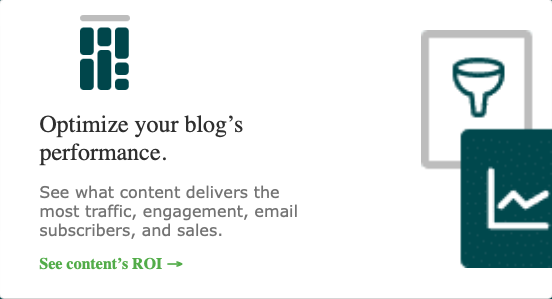 Optimize your blog’s
performance.
See what content delivers the
most traffic, engagement, email
subscribers, and sales.
See content’s ROI →